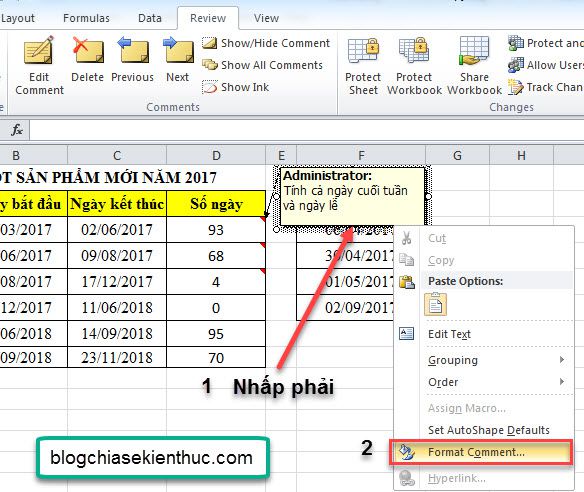 Layout Formulas Data Review View
Edit Comment
Delete
Previous
Next
Show/Hide Comment
Show All Comments
Show Ink
Comments
Protect Sheet
Protect Workbook
Share Workbook
Protect and
Allow Users
Track Chan
Changes
fx
B C D E F G H
T SẢN PHẨM MỚI NĂM 2017
y bắt đầu Ngày kết thúc Số ngày
03/2017 02/06/2017 93
06/2017 09/08/2017 68
08/2017 17/12/2017 4
12/2017 11/06/2018 0
06/2018 14/09/2018 95
09/2018 23/11/2018 70
Administrator:
Tính cả ngày cuối tuần
và ngày lễ
30/04/2017
01/05/2017
02/09/2017
Cut
Copy
Paste Options:
Edit Text
Grouping
Order
Assign Macro...
Set AutoShape Defaults
Format Comment...
Hyperlink...
1 Nhấp phải
2
blogchiasekienthuc.com